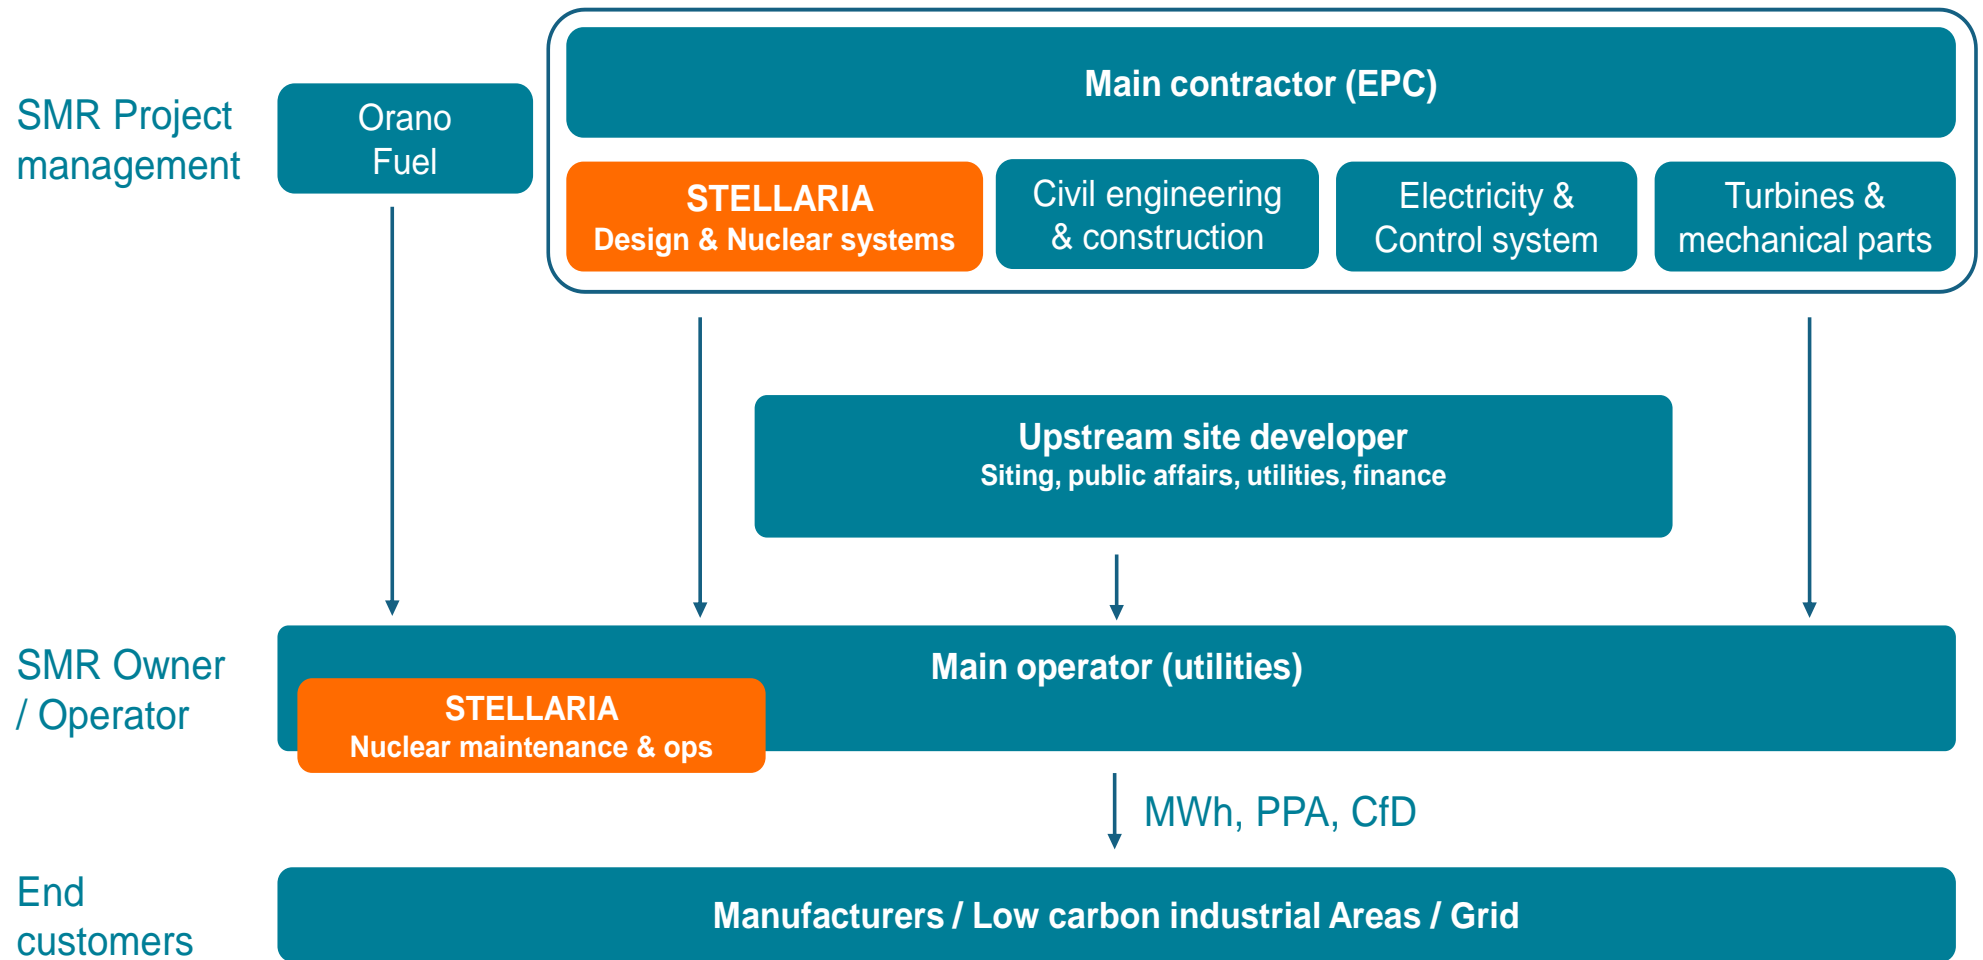 SMR Project
management
Orano
Fuel
Main contractor (EPC)
STELLARIA
Design & Nuclear systems
Civil engineering
& construction
Electricity &
Control system
Turbines &
mechanical parts
Upstream site developer
Siting, public affairs, utilities, finance
SMR Owner
/ Operator
Main operator (utilities)
STELLARIA
Nuclear maintenance & ops
MWh, PPA, CfD
End
customers
Manufacturers / Low carbon industrial Areas / Grid